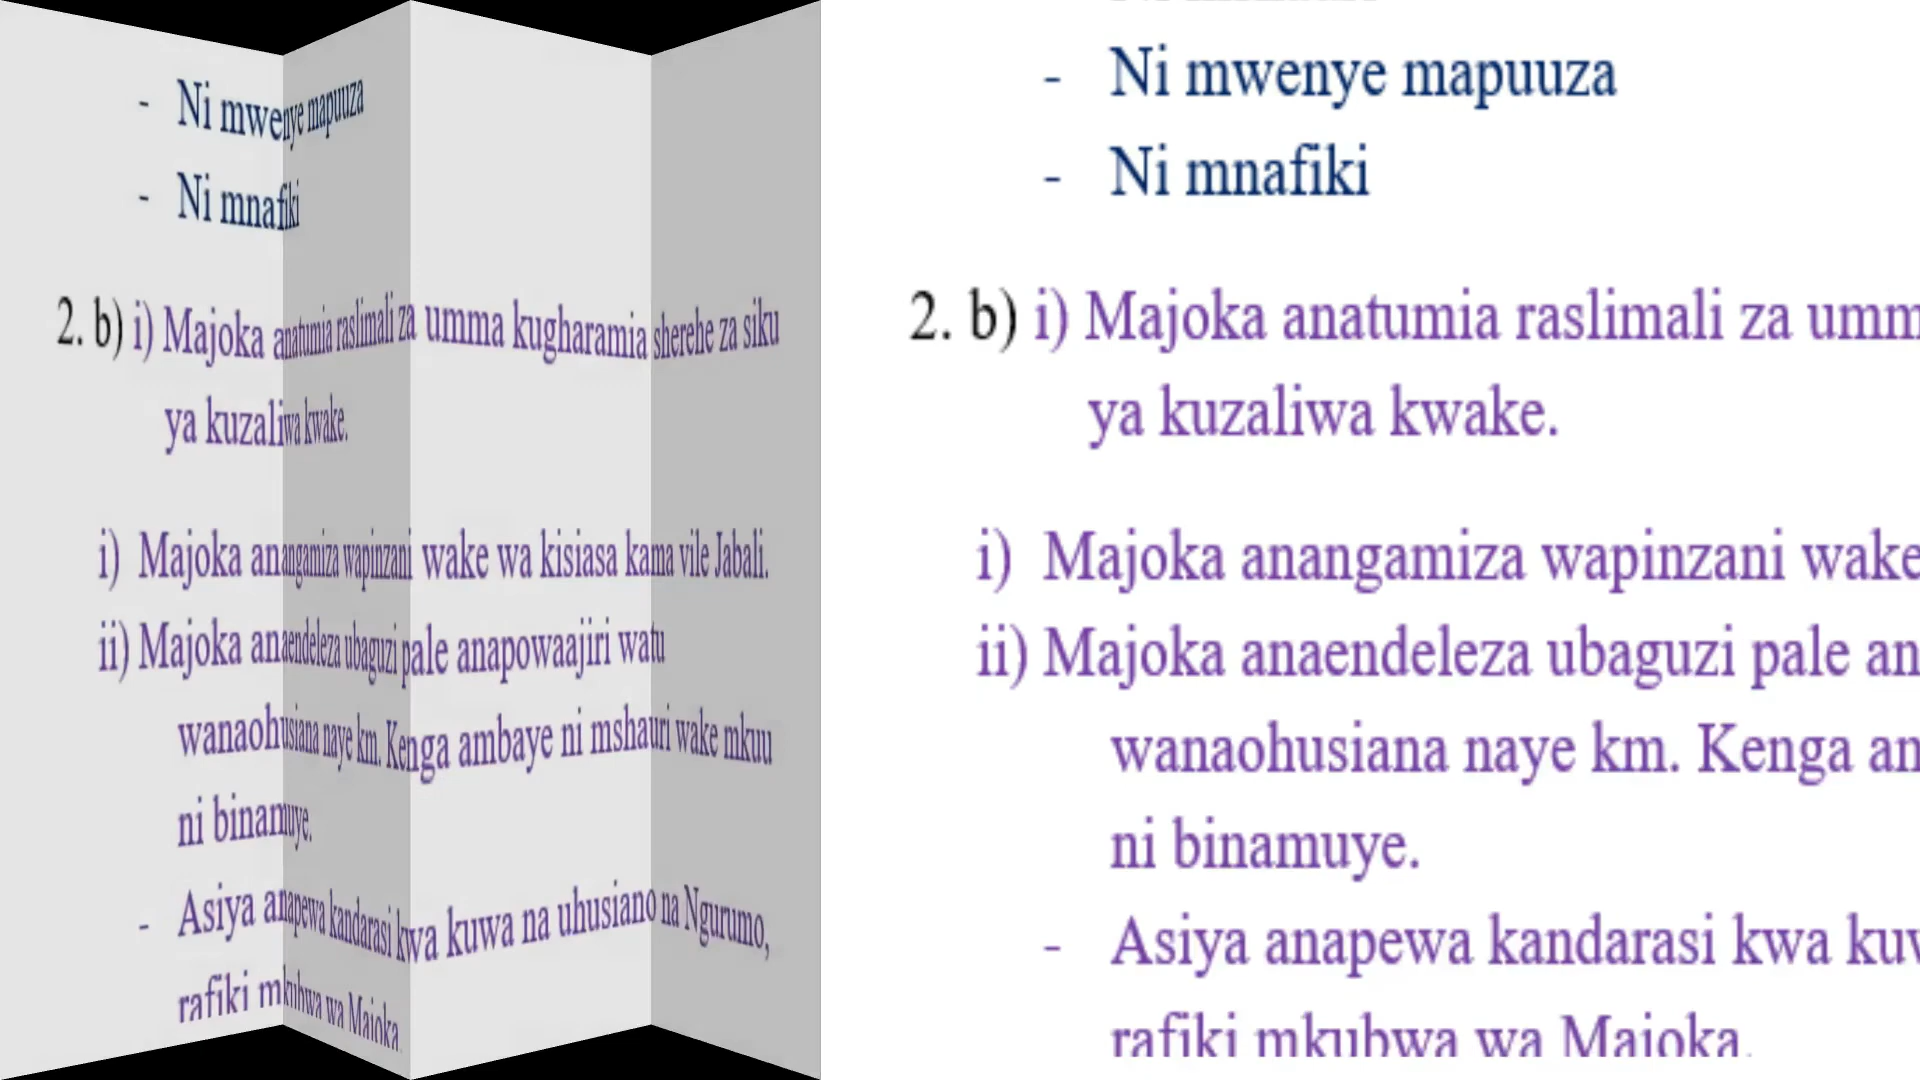 - Ni mwenye mapuuza
- Ni mnafiki
2. b) i) Majoka anatumia raslimali za umma kugharamia sherehe za siku
ya kuzaliwa kwake.
i) Majoka anangamiza wapinzani wake wa kisiasa kama vile Jabali.
ii) Majoka anaendeleza ubaguzi pale anapowaajiri watu
wanaohusiana naye km. Kenga ambaye ni mshauri wake mkuu
ni binamuye.
- Asiya anapewa kandarasi kwa kuwa na uhusiano na Ngurumo,
rafiki mkubwa wa Majoka.
- Ni mwenye mapuuza
- Ni mnafiki
2. b) i) Majoka anatumia raslimali za umm
ya kuzaliwa kwake.
i) Majoka anangamiza wapinzani wake
ii) Majoka anaendeleza ubaguzi pale an
wanaohusiana naye km. Kenga an
ni binamuye.
- Asiya anapewa kandarasi kwa kuw
rafiki mkubwa wa Majoka.